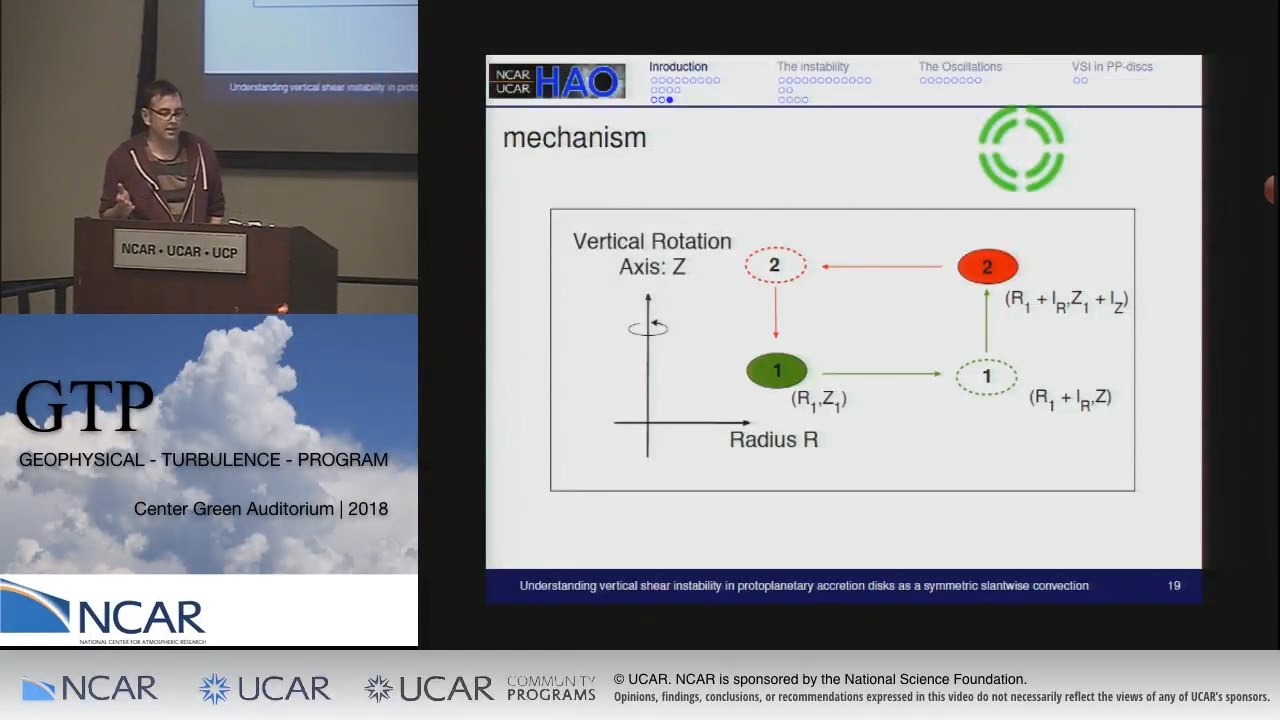 Understanding vertical shear instability in proto
NCAR • UCAR • UCP
GTP
GEOPHYSICAL - TURBULENCE - PROGRAM
Center Green Auditorium | 2018
NCAR
NATIONAL CENTER FOR ATMOSPHERIC RESEARCH
NCAR
UCAR
HAO
Inroduction
The instability
The Oscillations
VSI in PP-discs
mechanism
Vertical Rotation
Axis: Z
2
2
(R1 + lR,Z1 + lZ)
1
1
(R1,Z1)
(R1 + lR,Z)
Radius R
Understanding vertical shear instability in protoplanetary accretion disks as a symmetric slantwise convection
19
NCAR
UCAR
UCAR
COMMUNITY
PROGRAMS
© UCAR. NCAR is sponsored by the National Science Foundation.
Opinions, findings, conclusions, or recommendations expressed in this video do not necessarily reflect the views of any of UCAR's sponsors.